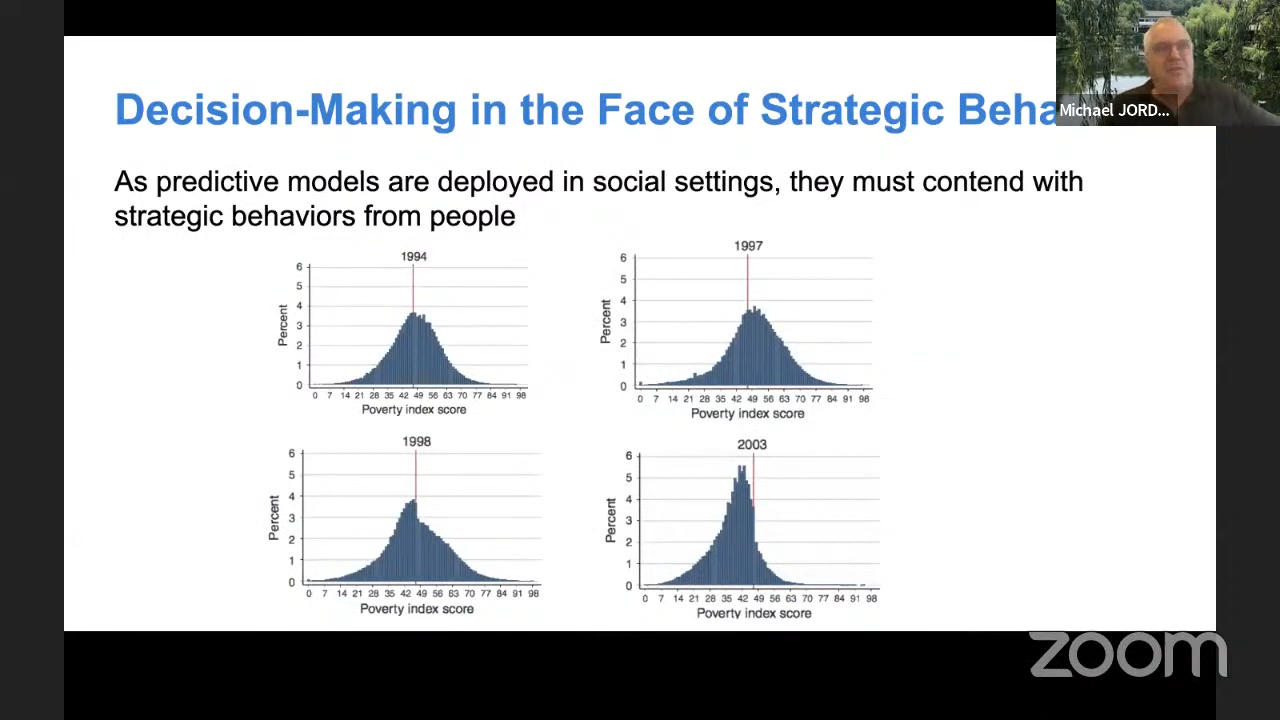 Decision-Making in the Face of Strategic Beha
Michael JORD...
As predictive models are deployed in social settings, they must contend with
strategic behaviors from people
1994
6
5
4
3
2
1
0
Percent
0 7 14 21 28 35 42 49 56 63 70 77 84 91 98
Poverty index score
1997
6
5
4
3
2
1
0
Percent
0 7 14 21 28 35 42 49 56 63 70 77 84 91 98
Poverty index score
1998
6
5
4
3
2
1
0
Percent
0 7 14 21 28 35 42 49 56 63 70 77 84 91 98
Poverty index score
2003
6
5
4
3
2
1
0
Percent
0 7 14 21 28 35 42 49 56 63 70 77 84 91 98
Poverty index score
zoom